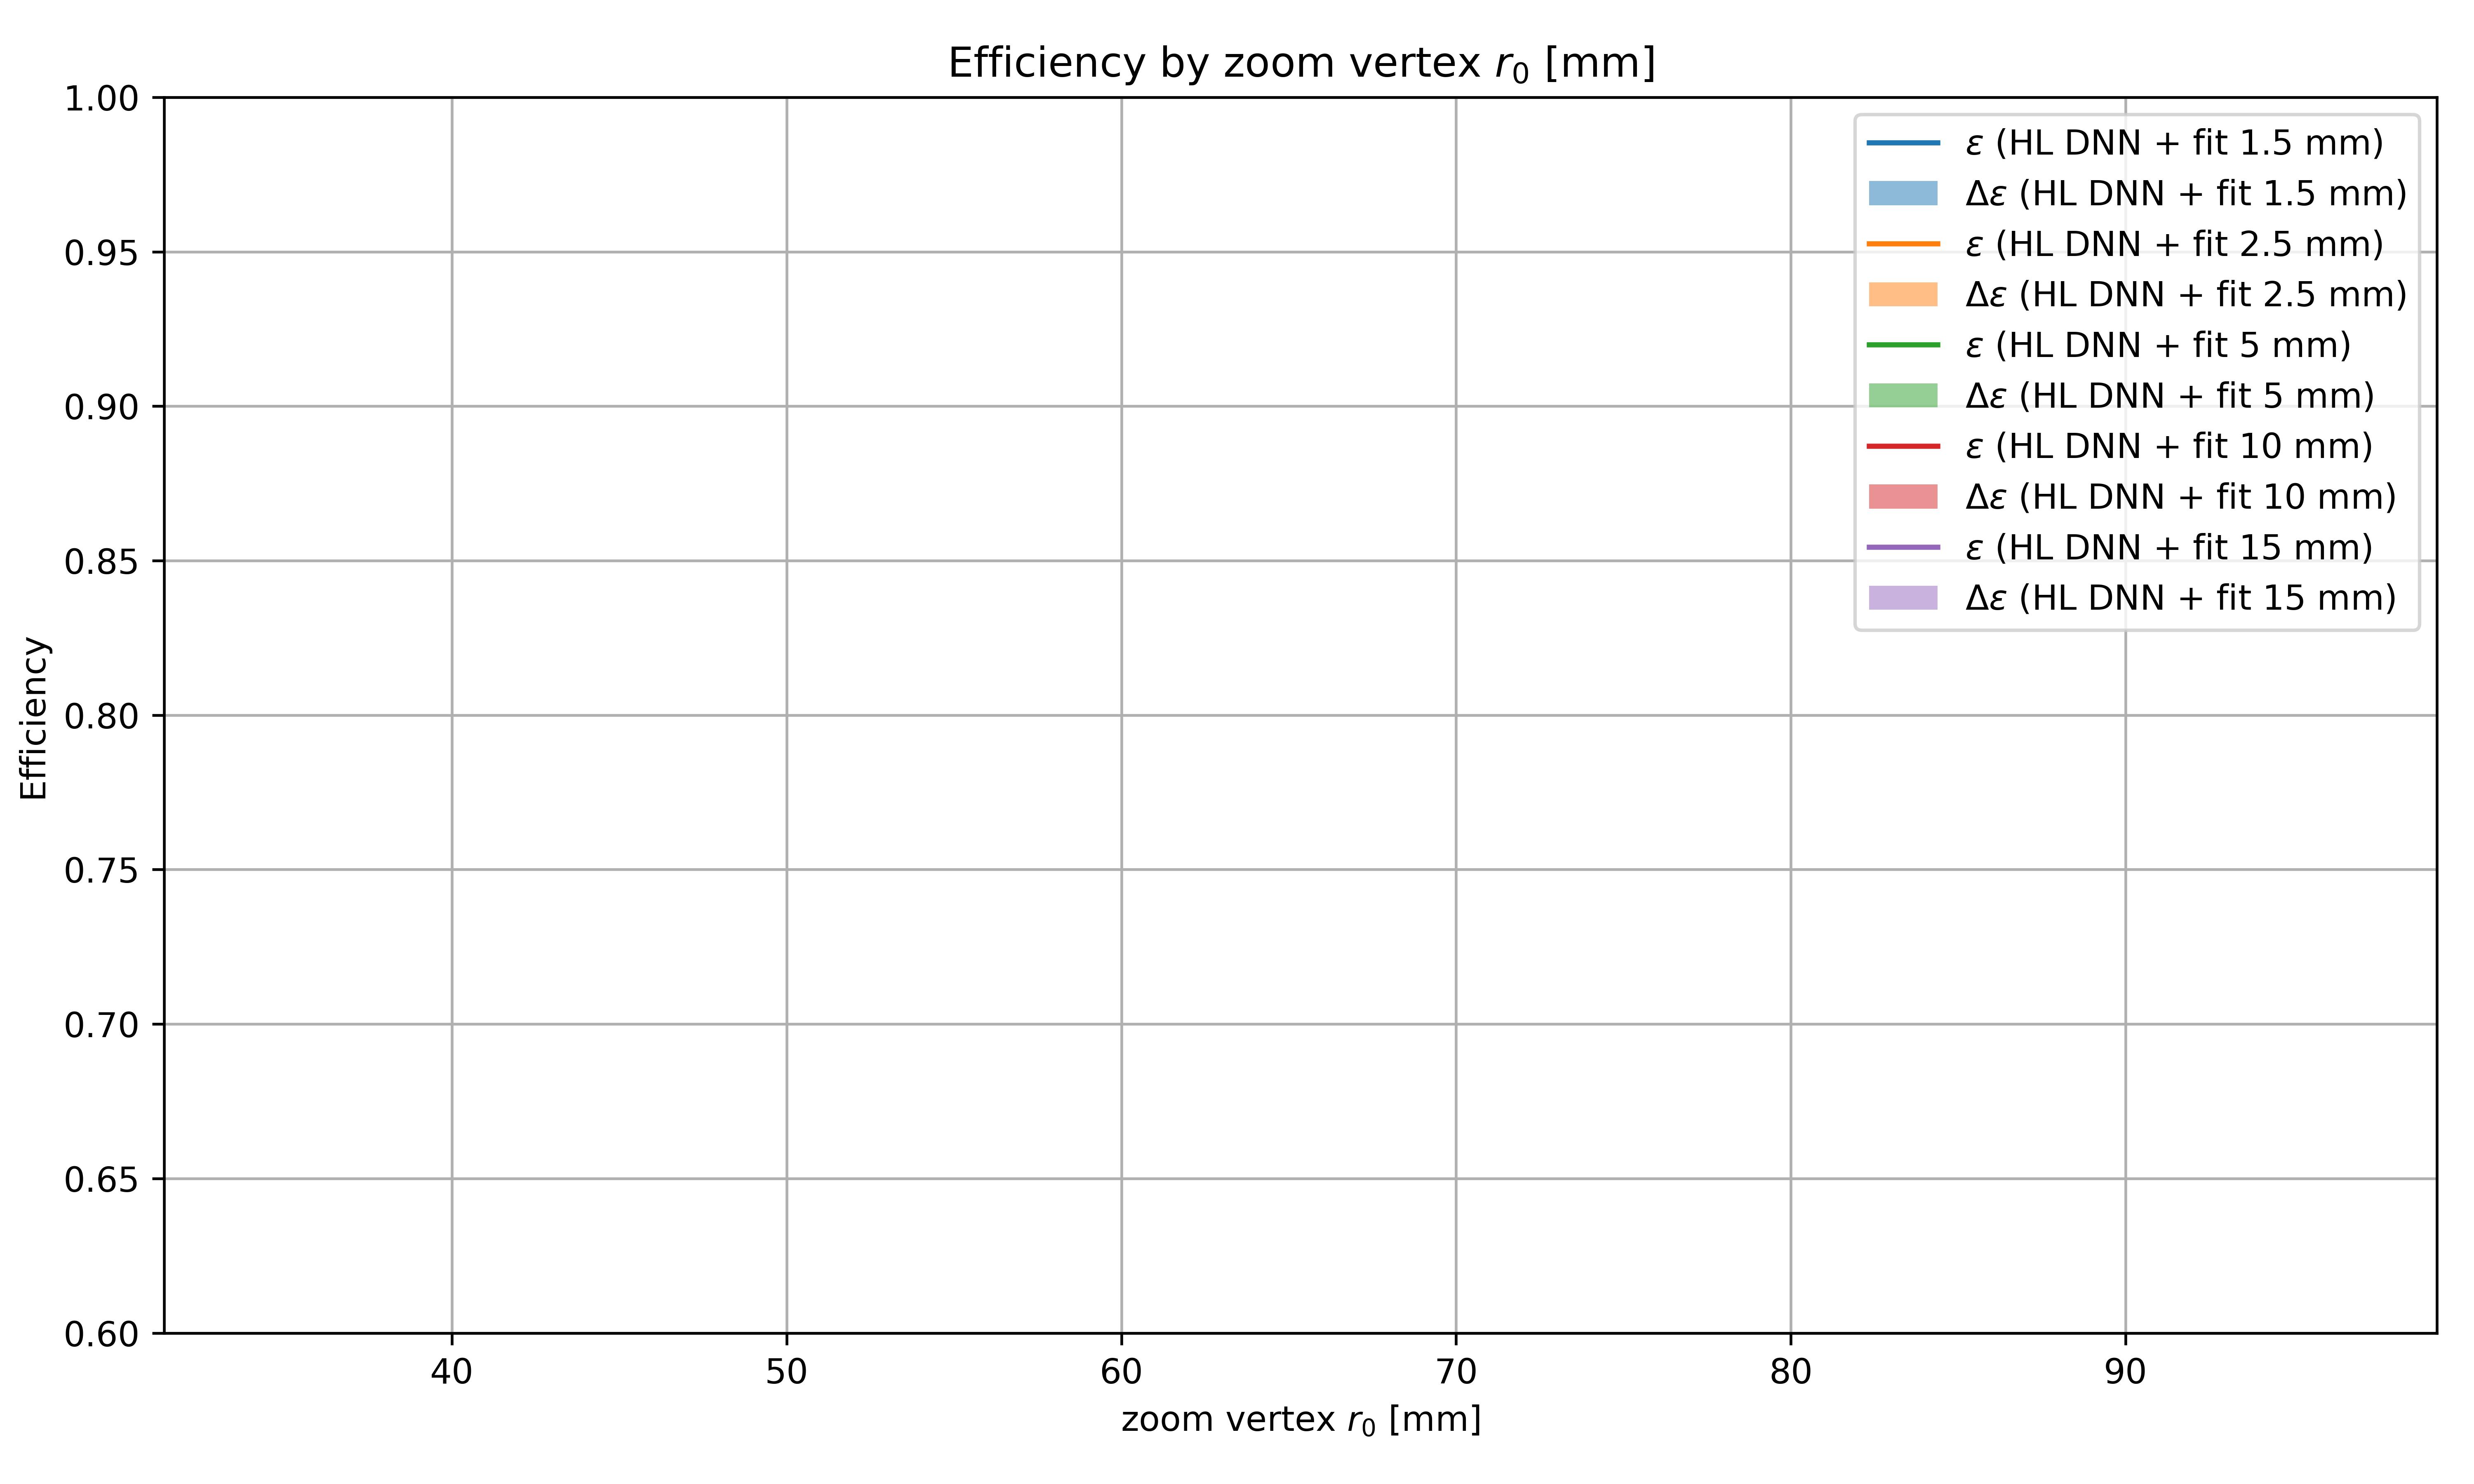 Efficiency by zoom vertex r₀ [mm]
1.00
0.95
0.90
0.85
0.80
0.75
0.70
0.65
0.60
Efficiency
ε (HL DNN + fit 1.5 mm)
Δε (HL DNN + fit 1.5 mm)
ε (HL DNN + fit 2.5 mm)
Δε (HL DNN + fit 2.5 mm)
ε (HL DNN + fit 5 mm)
Δε (HL DNN + fit 5 mm)
ε (HL DNN + fit 10 mm)
Δε (HL DNN + fit 10 mm)
ε (HL DNN + fit 15 mm)
Δε (HL DNN + fit 15 mm)
40 50 60 70 80 90
zoom vertex r₀ [mm]